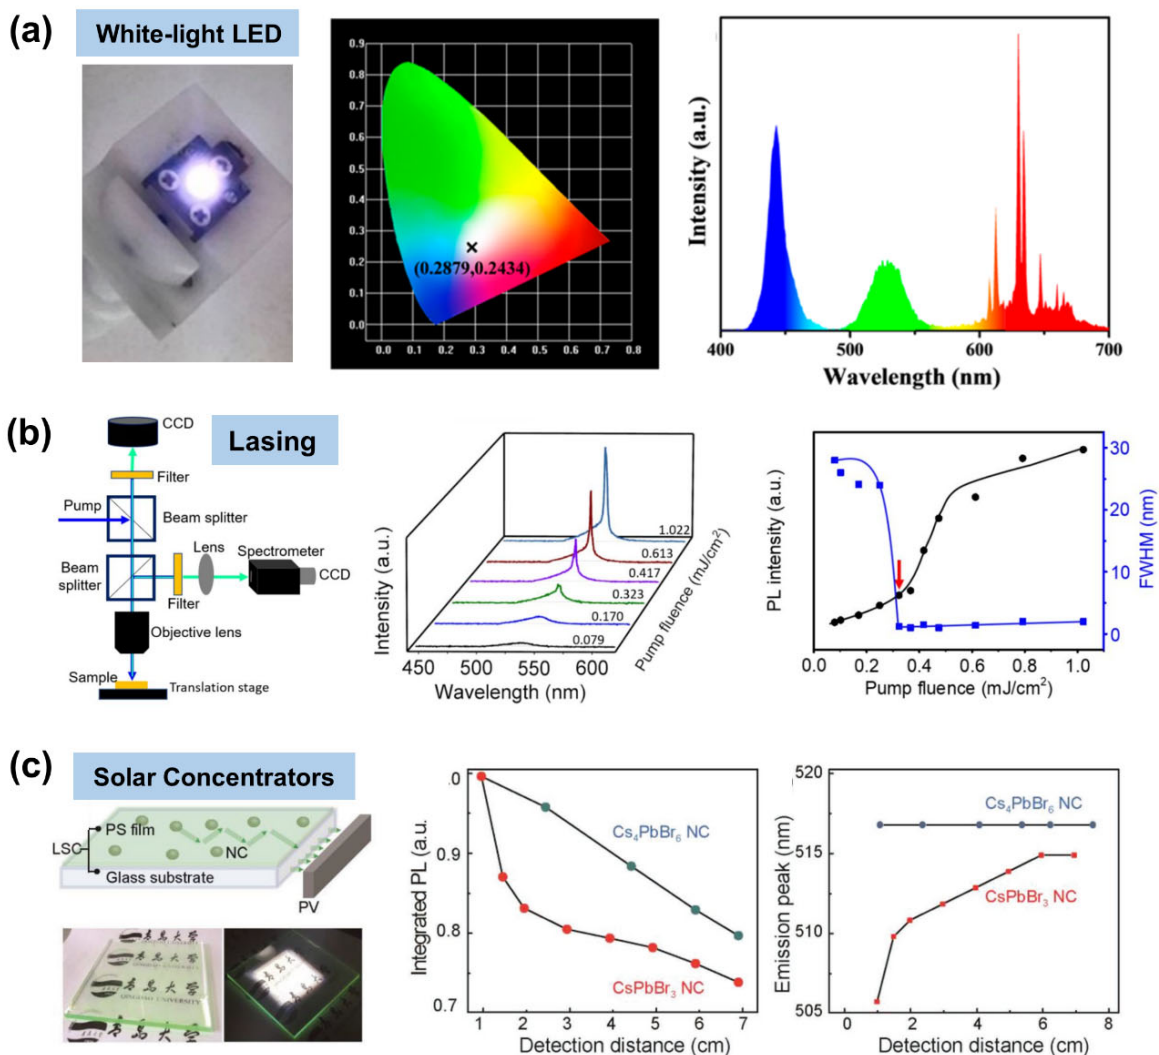 (a)
White-light LED
0.9
0.8
0.7
0.6
0.5
0.4
0.3
0.2
0.1
0.0
0.0 0.1 0.2 0.3 0.4 0.5 0.6 0.7 0.8
(0.2879,0.2434)
Intensity (a.u.)
400 500 600 700
Wavelength (nm)
(b)
Lasing
CCD
Filter
Pump
Beam splitter
Beam
splitter
Lens
Spectrometer
CCD
Filter
Objective lens
Sample
Translation stage
Intensity (a.u.)
1.022
0.613
0.417
0.323
0.170
0.079
450 500 550 600
Wavelength (nm)
Pump fluence (mJ/cm²)
PL intensity (a.u.)
0.0 0.2 0.4 0.6 0.8 1.0
Pump fluence (mJ/cm²)
30
20
10
0
FWHM (nm)
(c)
Solar Concentrators
PS film
LSC
NC
Glass substrate
PV
青島大学
QINGDAO UNIVERSITY
Integrated PL (a.u.
.0
0.9
0.8
0.7
Cs₄PbBr₆ NC
CsPbBr₃ NC
1 2 3 4 5 6 7
Detection distance (cm)
Emission peak (nm)
520
515
510
505
Cs₄PbBr₆ NC
CsPbBr₃ NC
0 2 4 6 8
Detection distance (cm)